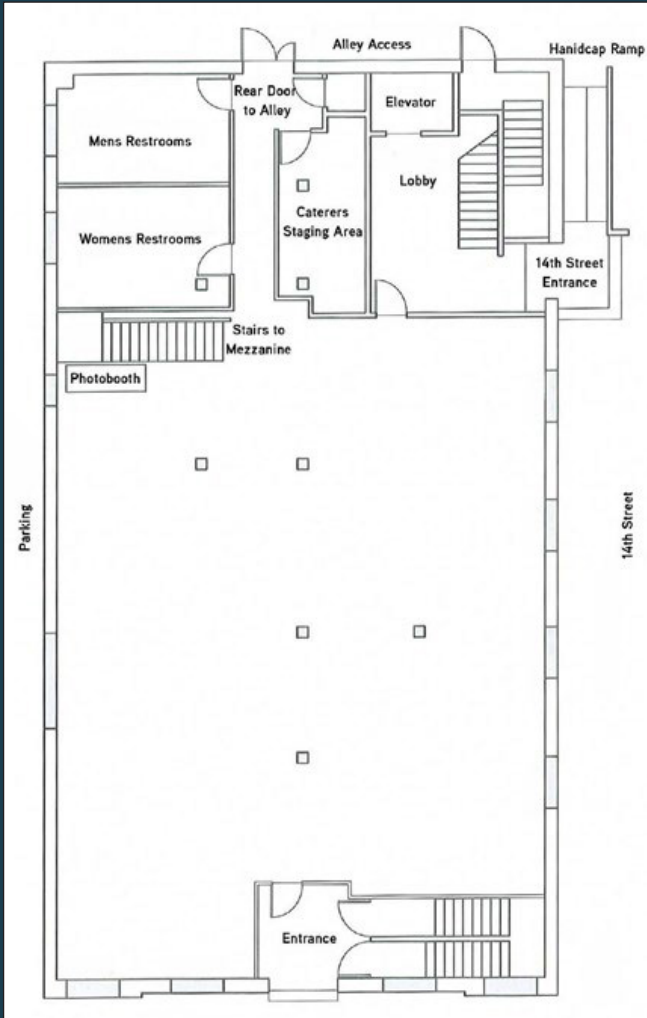 Alley Access
Hanidcap Ramp
Rear Door
to Alley
Elevator
Mens Restrooms
Lobby
Caterers
Staging Area
Womens Restrooms
14th Street
Entrance
Stairs to
Mezzanine
Photobooth
Parking
14th Street
Entrance